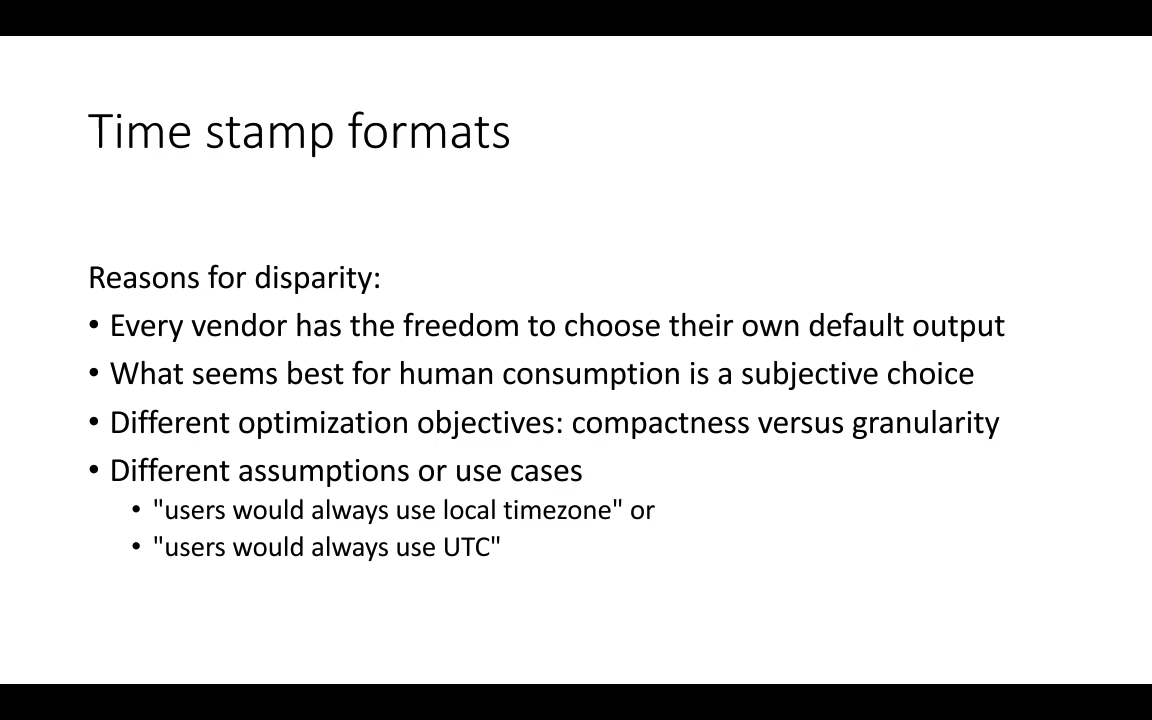 Time stamp formats
Reasons for disparity:
• Every vendor has the freedom to choose their own default output
• What seems best for human consumption is a subjective choice
• Different optimization objectives: compactness versus granularity
• Different assumptions or use cases
• "users would always use local timezone" or
• "users would always use UTC"